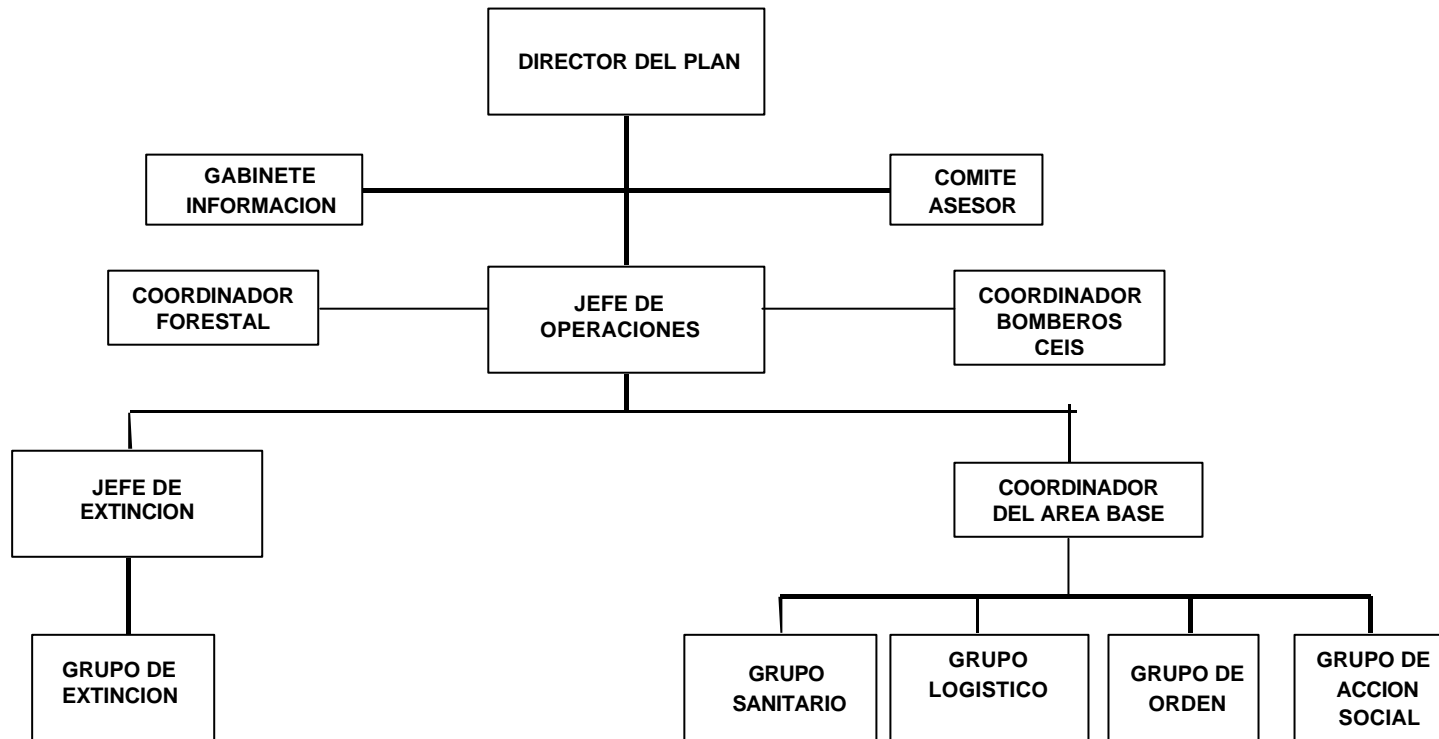 DIRECTOR DEL PLAN
GABINETE
INFORMACION
COMITE
ASESOR
COORDINADOR
FORESTAL
JEFE DE
OPERACIONES
COORDINADOR
BOMBEROS
CEIS
JEFE DE
EXTINCION
COORDINADOR
DEL AREA BASE
GRUPO DE
EXTINCION
GRUPO
SANITARIO
GRUPO
LOGISTICO
GRUPO DE
ORDEN
GRUPO DE
ACCION
SOCIAL